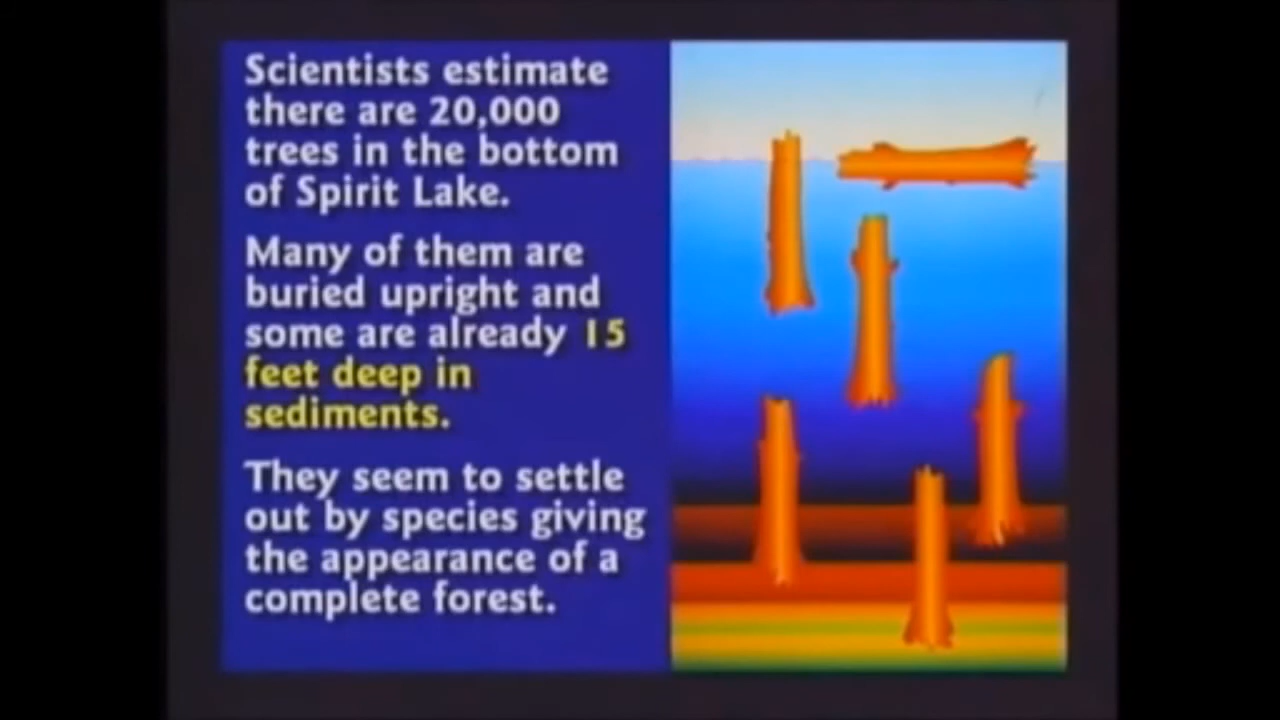 Scientists estimate
there are 20,000
trees in the bottom
of Spirit Lake.
Many of them are
buried upright and
some are already 15
feet deep in
sediments.
They seem to settle
out by species giving
the appearance of a
complete forest.